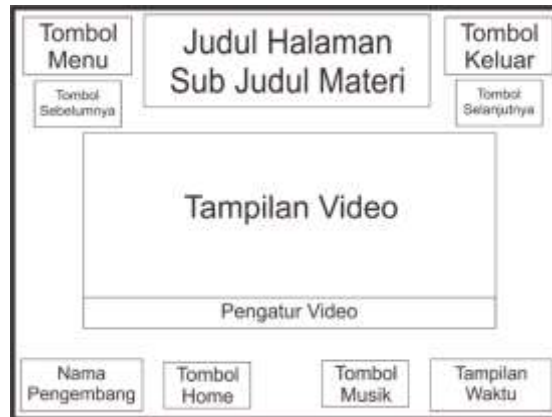 Tombol
Menu
Judul Halaman
Sub Judul Materi
Tombol
Keluar
Tombol
Sebelumnya
Tombol
Selanjutnya
Tampilan Video
Pengatur Video
Nama
Pengembang
Tombol
Home
Tombol
Musik
Tampilan
Waktu